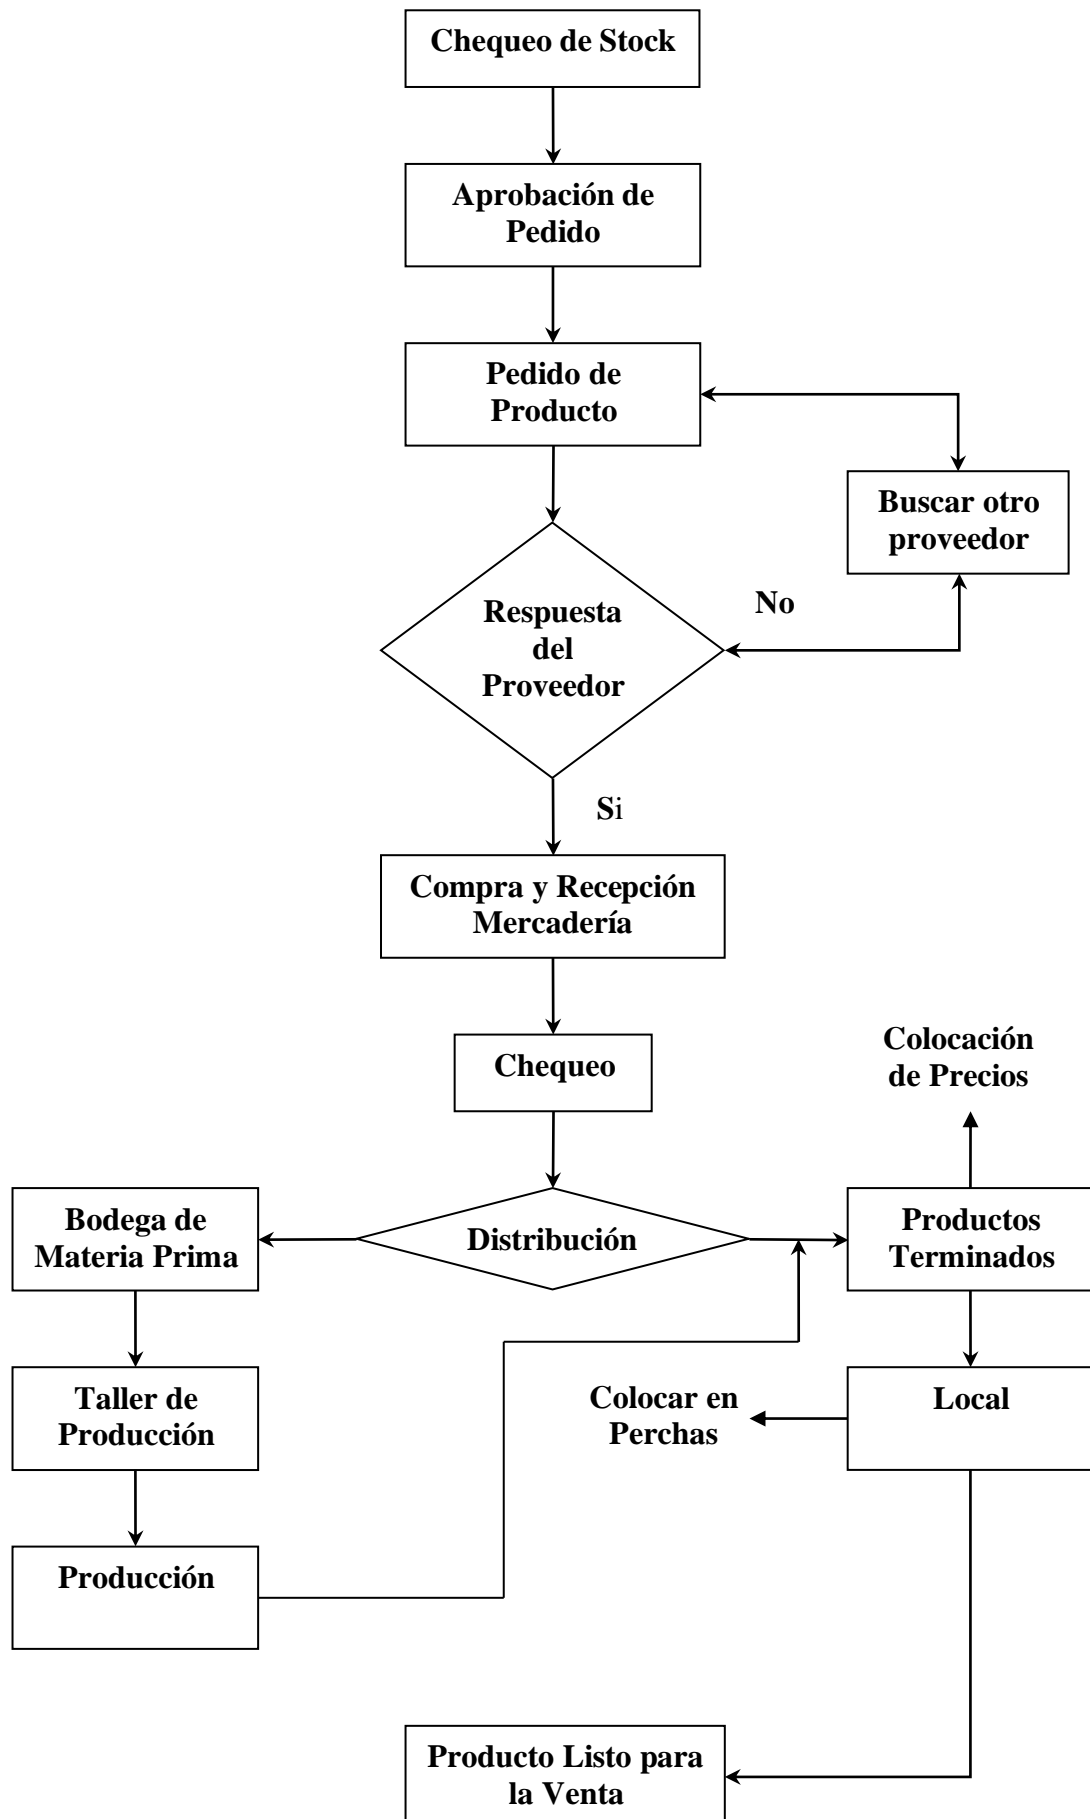 Chequeo de Stock
Aprobación de
Pedido
Pedido de
Producto
Buscar otro
proveedor
No
Respuesta
del
Proveedor
Si
Compra y Recepción
Mercadería
Chequeo
Colocación
de Precios
Bodega de
Materia Prima
Distribución
Productos
Terminados
Taller de
Producción
Colocar en
Perchas
Local
Producción
Producto Listo para
la Venta